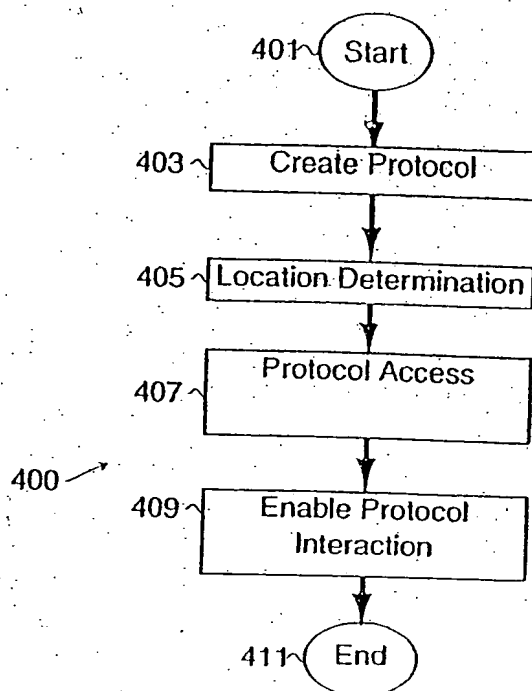 401 Start
403 Create Protocol
405 Location Determination
407 Protocol Access
400
409 Enable Protocol
Interaction
411 End